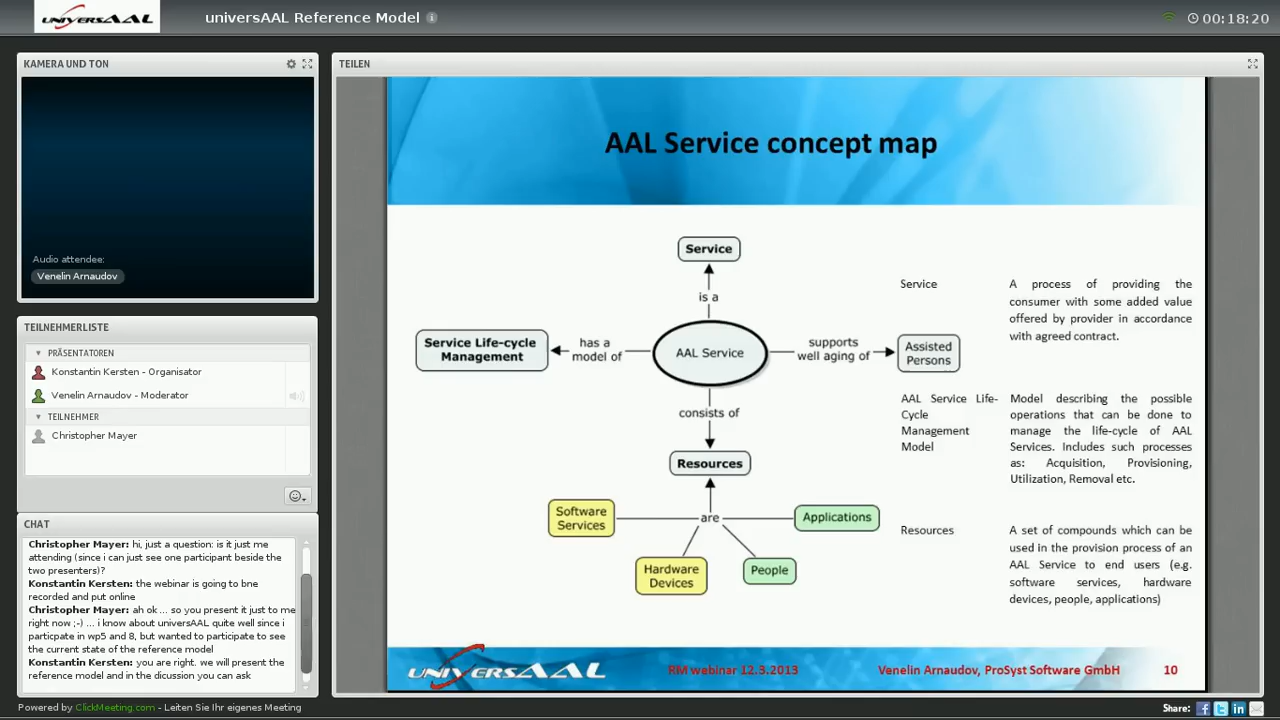 UNIVERSAAL
universAAL Reference Model
00:18:20
KAMERA UND TON
Audio attendee:
Venelin Arnaudov
TEILNEHMERLISTE
PRÄSENTATOREN
Konstantin Kersten - Organisator
Venelin Arnaudov - Moderator
TEILNEHMER
Christopher Mayer
CHAT
Christopher Mayer: hi, just a question: is it just me
attending (since i can just see one participant beside the
two presenters)?
Konstantin Kersten: the webinar is going to bne
recorded and put online
Christopher Mayer: ah ok ... so you present it just to me
right now ;-) ... i know about universAAL quite well since i
particpate in wp5 and 8, but wanted to participate to see
the current state of the reference model
Konstantin Kersten: you are right. we will present the
reference model and in the dicussion you can ask
TEILEN
AAL Service concept map
Service
is a
Service Life-cycle
Management
has a
model of
AAL Service
supports
well aging of
Assisted
Persons
consists of
Resources
are
Software
Services
Applications
Hardware
Devices
People
Service
A process of providing the
consumer with some added value
offered by provider in accordance
with agreed contract.
AAL Service Life-
Cycle
Management
Model
Model describing the possible
operations that can be done to
manage the life-cycle of AAL
Services. Includes such processes
as: Acquisition, Provisioning,
Utilization, Removal etc.
Resources
A set of compounds which can be
used in the provision process of an
AAL Service to end users (e.g.
software services, hardware
devices, people, applications)
UNIVERSAAL
RM webinar 12.3.2013
Venelin Arnaudov, ProSyst Software GmbH
10
Powered by ClickMeeting.com - Leiten Sie Ihr eigenes Meeting
Share: